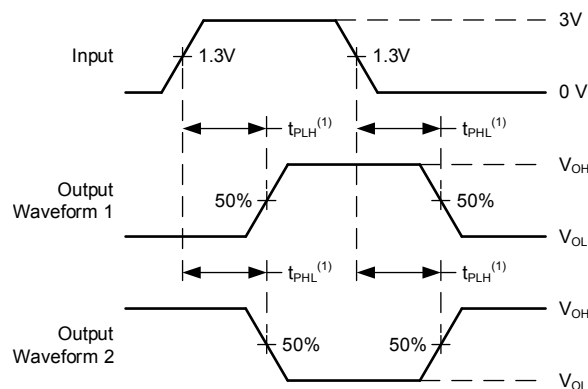 3V
Input
1.3V
1.3V
0 V
tPLH(1)
tPHL(1)
VOH
Output
Waveform 1
50%
50%
VOL
tPHL(1)
tPLH(1)
VOH
Output
Waveform 2
50%
50%
VOL